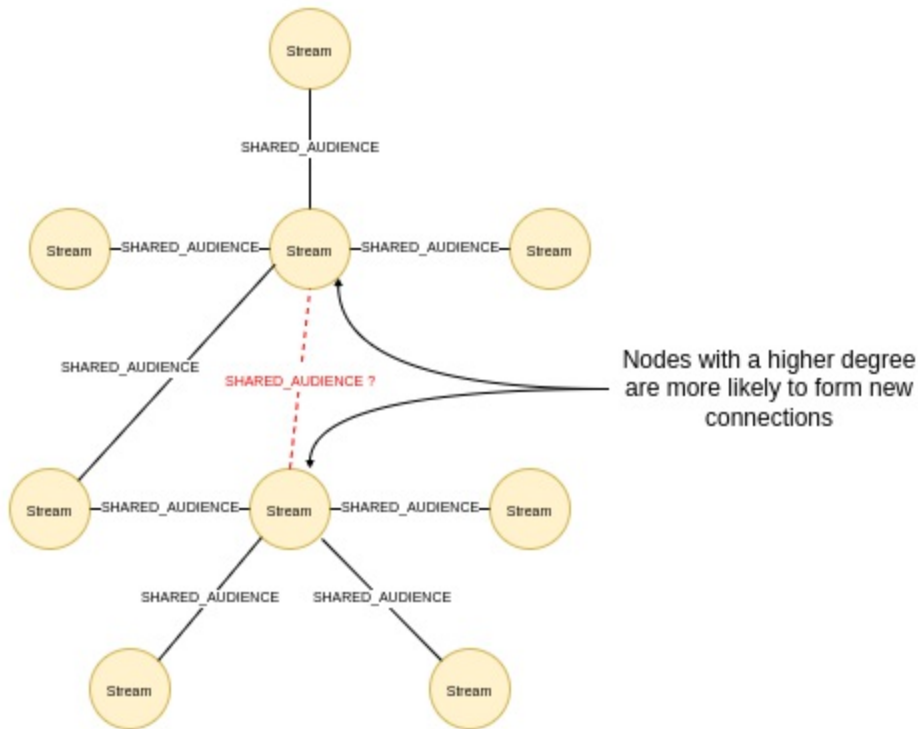 Stream
SHARED_AUDIENCE
Stream
SHARED_AUDIENCE
Stream
SHARED_AUDIENCE
Stream
SHARED_AUDIENCE
SHARED_AUDIENCE ?
Nodes with a higher degree
are more likely to form new
connections
Stream
SHARED_AUDIENCE
Stream
SHARED_AUDIENCE
Stream
SHARED_AUDIENCE
SHARED_AUDIENCE
Stream
Stream